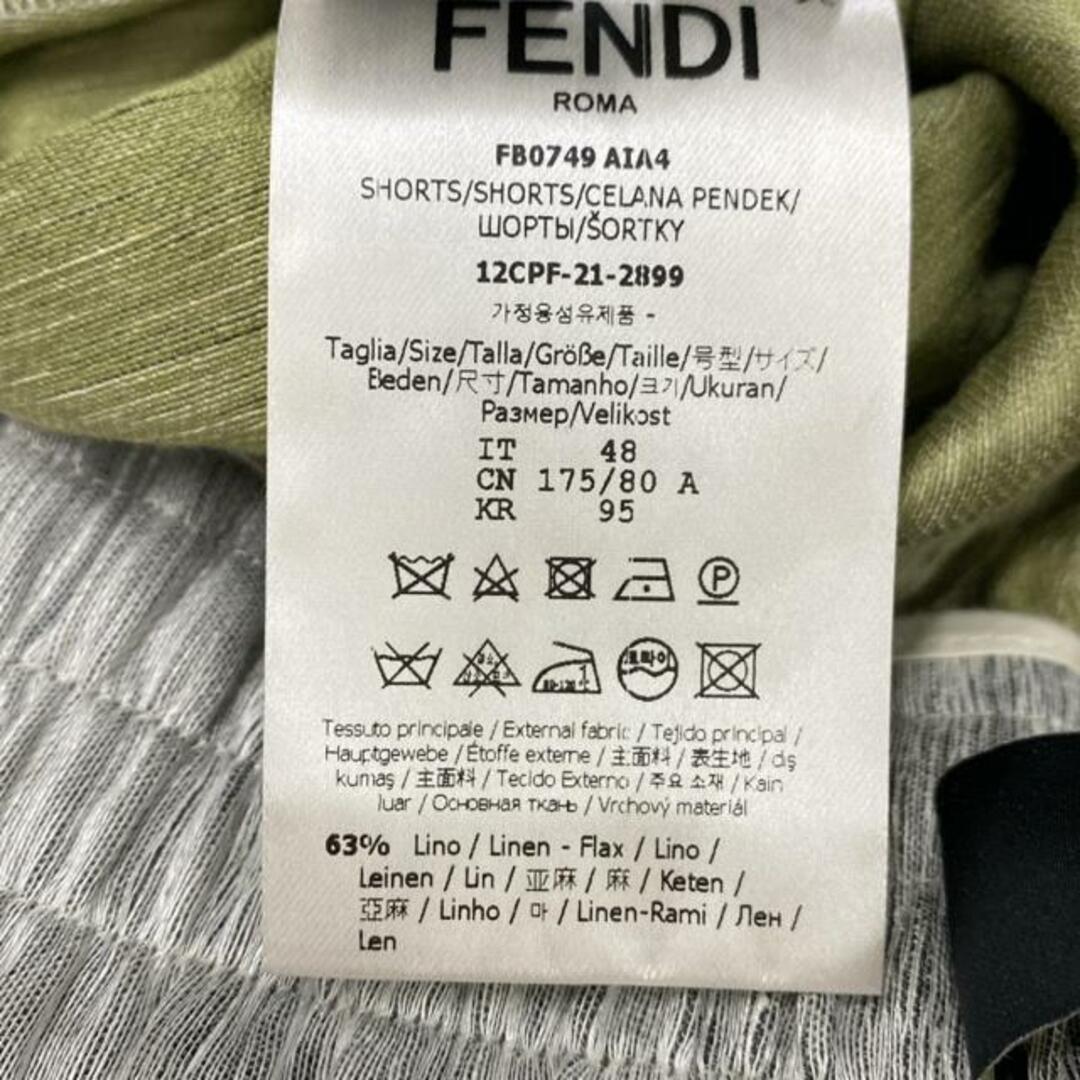 FENDI
ROMA
FB0749 AIA4
SHORTS/SHORTS/CELANA PENDEK/
ШОРТЫ/ŠORTKY
12CPF-21-2899
가정용섬유제품 -
Taglia/Size/Talla/Größe/Taille/号型/サイズ/
Beden/尺寸/Tamanho/크기/Ukuran/
Размер/Velikost
IT 48
CN 175/80 A
KR 95
P
Tessuto principale / External fabric / Tejido principal /
Hauptgewebe / Étoffe externe / 主面料 / 表生地 / dış
kumaş / 主面料 / Tecido Externo / 주요 소재 / Kain
luar / Основная ткань / Vrchový materiál
63% Lino / Linen - Flax / Lino /
Leinen / Lin / 亚麻 / 麻 / Keten /
亞麻 / Linho / 마 / Linen-Rami / Лен /
Len